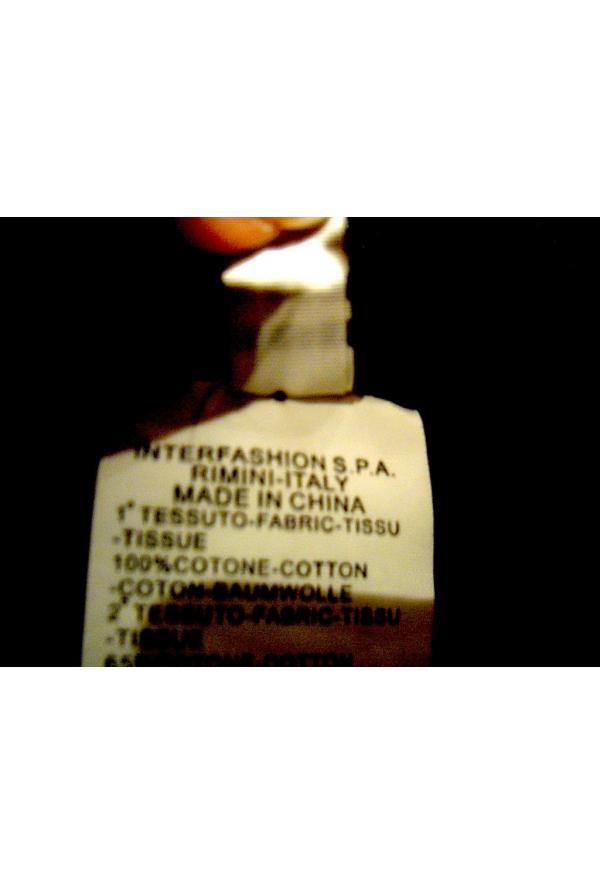 INTERFASHION S.P.A.
RIMINI-ITALY
MADE IN CHINA
1° TESSUTO-FABRIC-TISSU
-TISSUE
100%COTONE-COTTON
-COTON-BAUMWOLLE
2° TESSUTO-FABRIC-TISSU
-TISSUE
COTTON